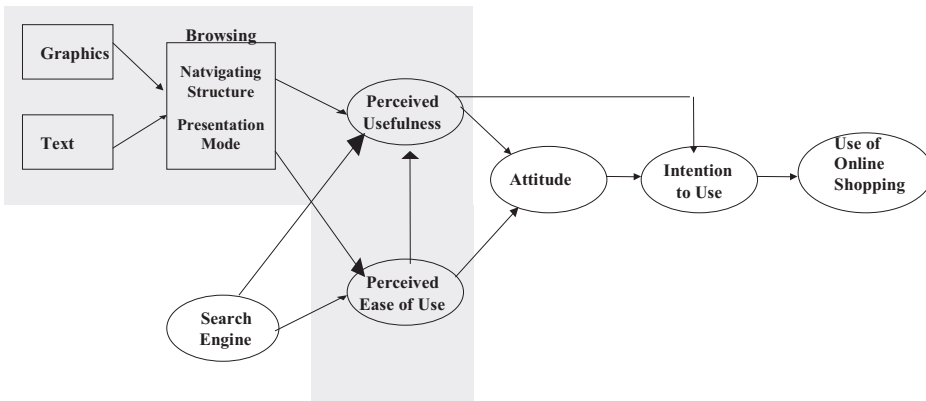 Browsing
Graphics
Natvigating
Structure
Presentation
Mode
Text
Perceived
Usefulness
Attitude
Intention
to Use
Use of
Online
Shopping
Perceived
Ease of Use
Search
Engine